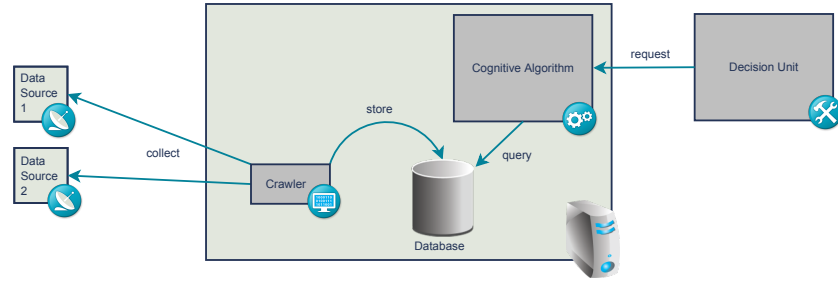 Data
Source
1
Data
Source
2
collect
Crawler
store
Database
query
Cognitive Algorithm
request
Decision Unit